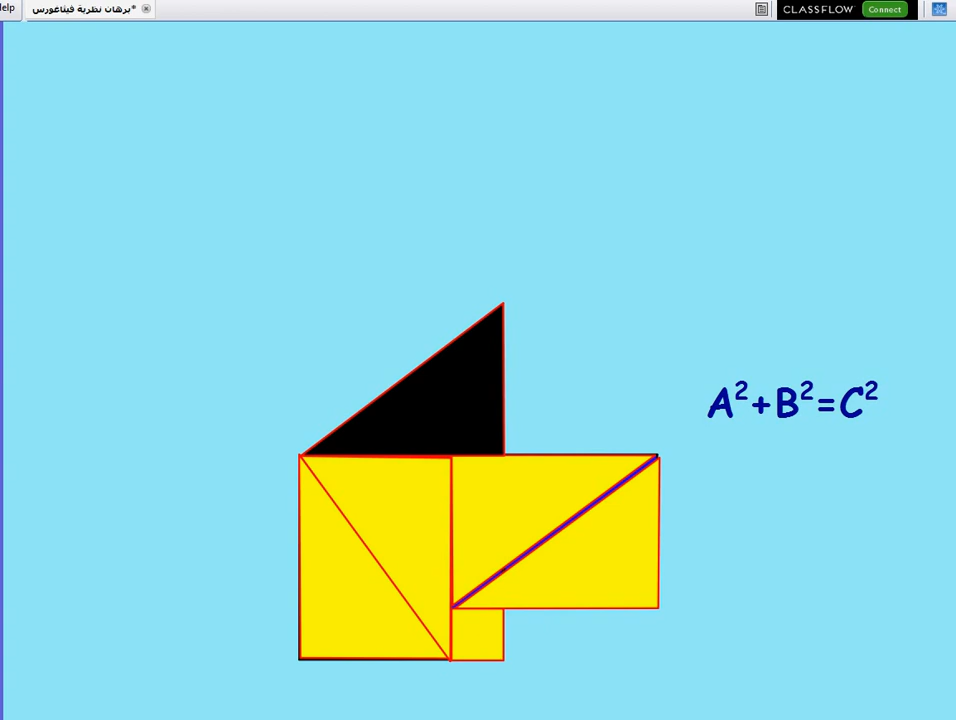 elp
*برهان نظرية فيثاغورس
CLASSFLOW
Connect
A²+B²=C²